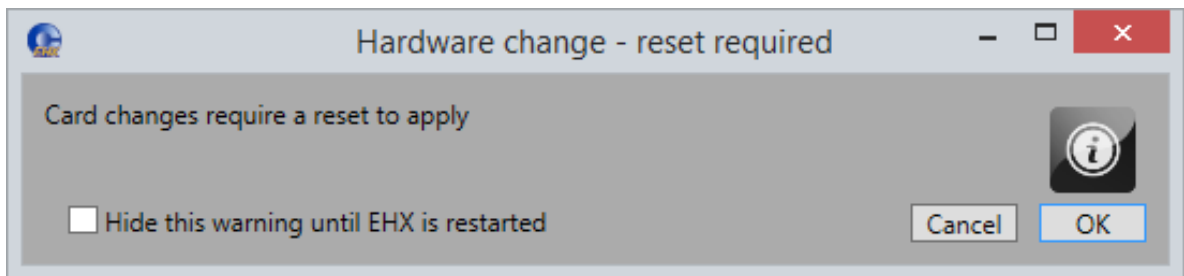 Hardware change - reset required
Card changes require a reset to apply
Hide this warning until EHX is restarted
Cancel
OK